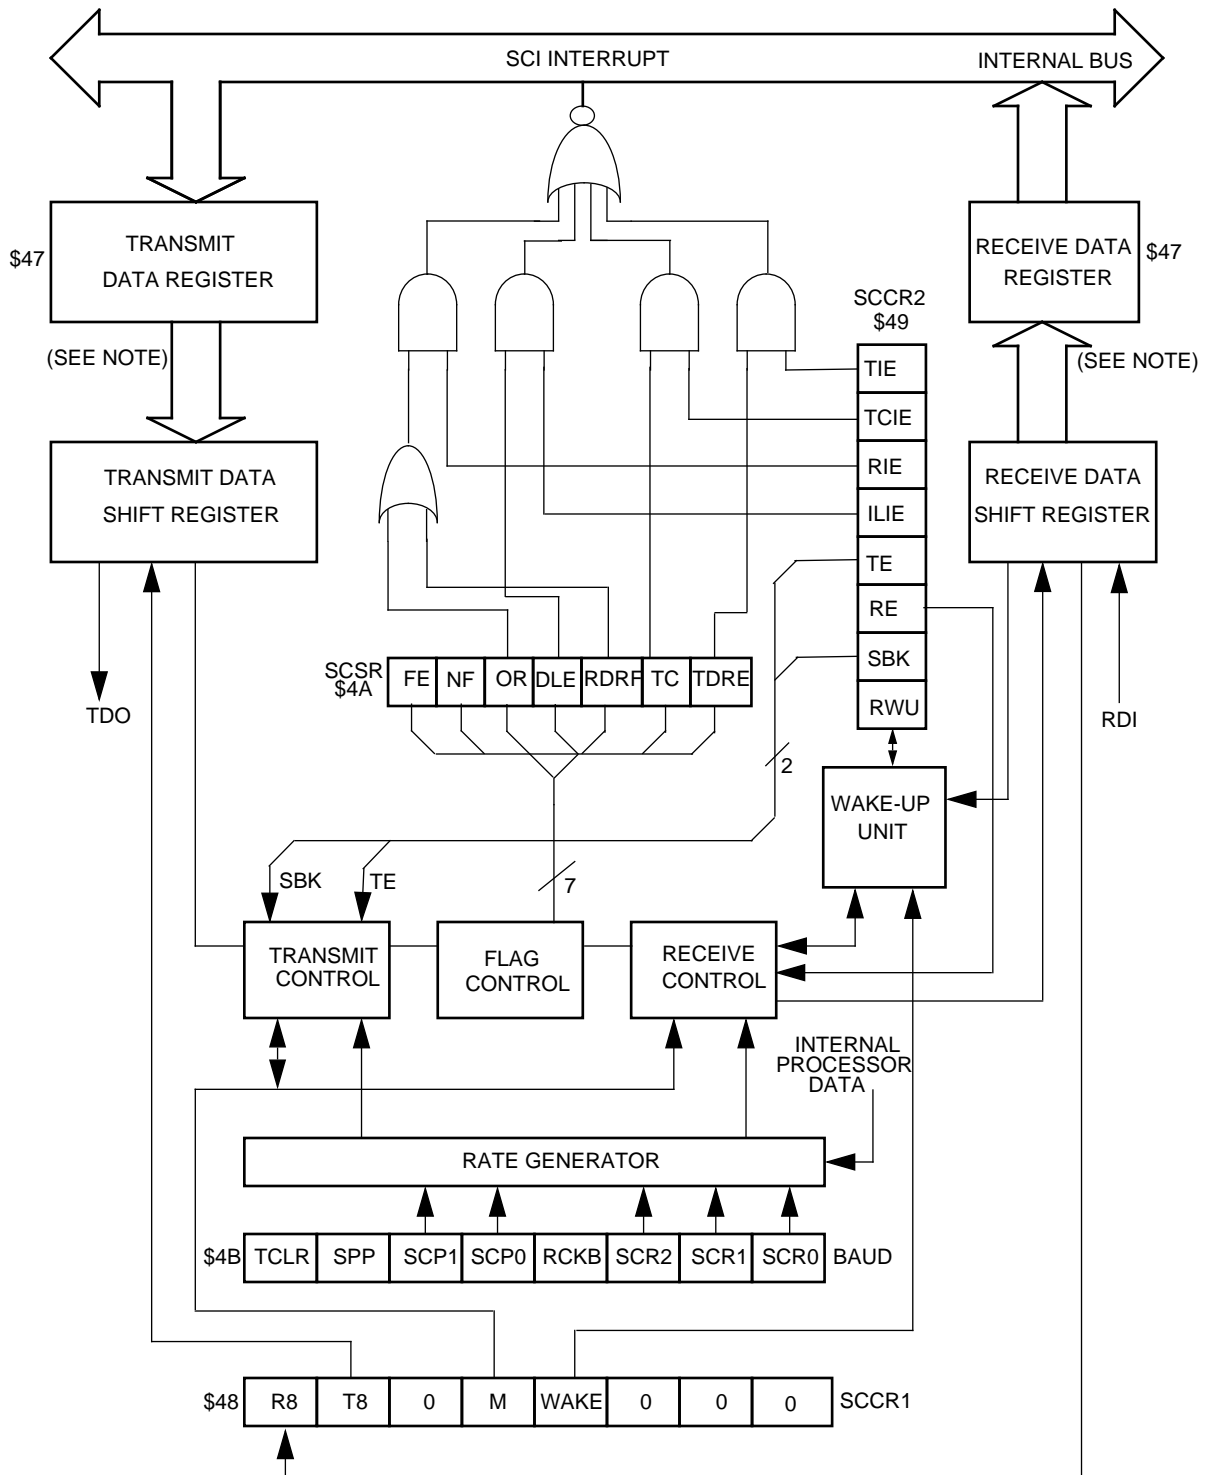 SCI INTERRUPT
INTERNAL BUS
$47
TRANSMIT
DATA REGISTER
RECEIVE DATA
REGISTER
$47
(SEE NOTE)
(SEE NOTE)
SCCR2
$49
TIE
TCIE
RIE
ILIE
TE
RE
SBK
RWU
TRANSMIT DATA
SHIFT REGISTER
RECEIVE DATA
SHIFT REGISTER
TDO
RDI
SCSR
$4A
FE NF OR DLE RDRF TC TDRE
2
WAKE-UP
UNIT
SBK
TE
7
TRANSMIT
CONTROL
FLAG
CONTROL
RECEIVE
CONTROL
INTERNAL
PROCESSOR
DATA
RATE GENERATOR
$4B TCLR SPP SCP1 SCP0 RCKB SCR2 SCR1 SCR0 BAUD
$48 R8 T8 0 M WAKE 0 0 0 SCCR1